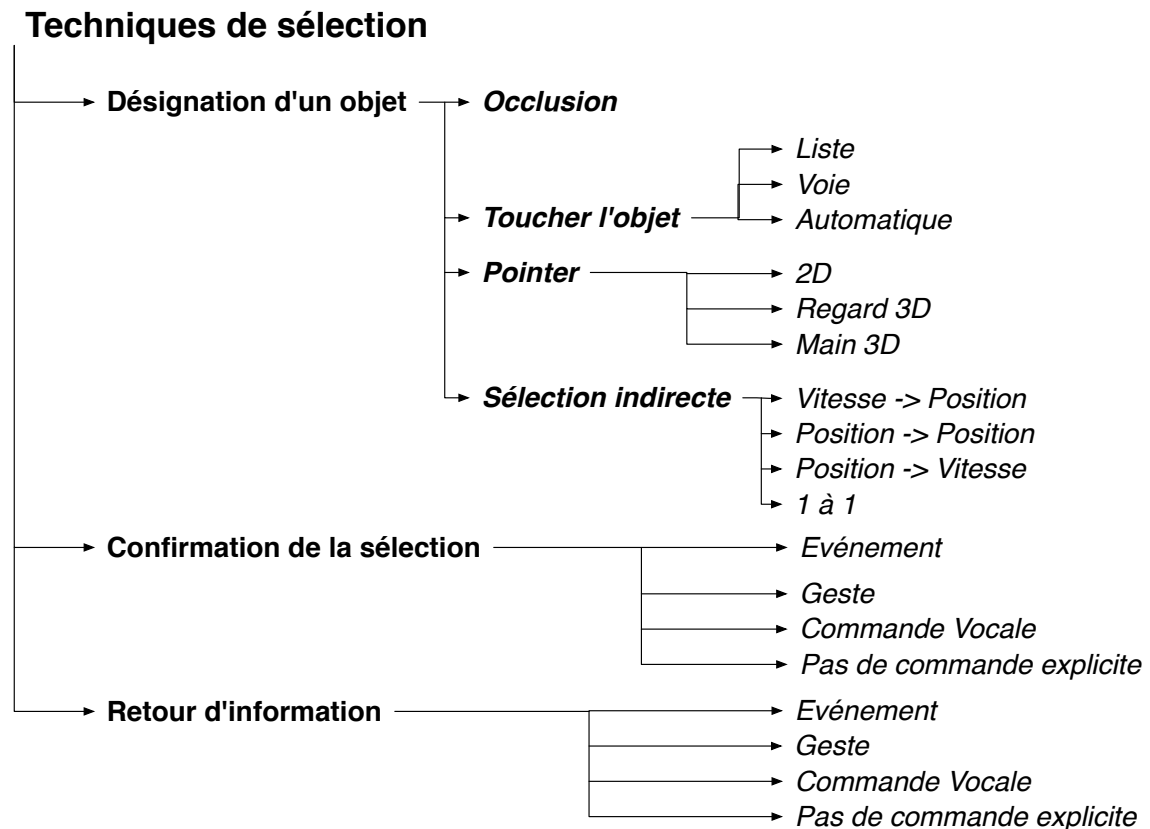 Techniques de sélection
Désignation d'un objet
Occlusion
Toucher l'objet
Liste
Voie
Automatique
Pointer
2D
Regard 3D
Main 3D
Sélection indirecte
Vitesse -> Position
Position -> Position
Position -> Vitesse
1 à 1
Confirmation de la sélection
Evénement
Geste
Commande Vocale
Pas de commande explicite
Retour d'information
Evénement
Geste
Commande Vocale
Pas de commande explicite